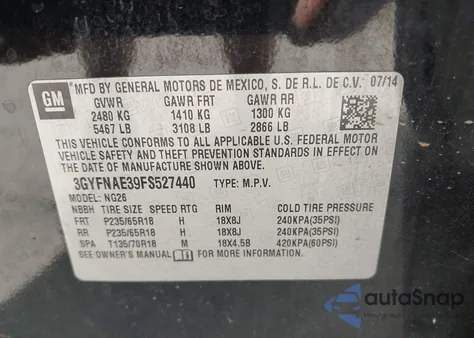 GM
MFD BY GENERAL MOTORS DE MEXICO, S. DE R.L. DE C.V. 07/14
GVWR GAWR FRT GAWR RR
2480 KG 1410 KG 1300 KG
5467 LB 3108 LB 2866 LB
THIS VEHICLE CONFORMS TO ALL APPLICABLE U.S. FEDERAL MOTOR
VEHICLE SAFETY AND THEFT PREVENTION STANDARDS IN EFFECT ON
THE DATE OF MANUFACTURE SHOWN ABOVE.
3GYFNAE39FS527440 TYPE: M.P.V.
MODEL: NG26
NBBH TIRE SIZE SPEED RTG RIM COLD TIRE PRESSURE
FRT P235/65R18 H 18X8J 240KPA(35PSI)
RR P235/65R18 H 18X8J 240KPA(35PSI)
SPA T135/70R18 M 18X4.5B 420KPA(60PSI)
SEE OWNER'S MANUAL FOR MORE INFORMATION.
autoSnap